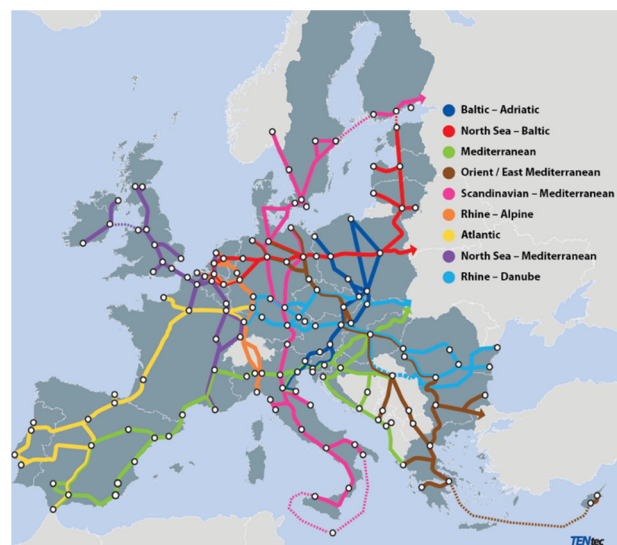 Baltic – Adriatic
North Sea – Baltic
Mediterranean
Orient / East Mediterranean
Scandinavian – Mediterranean
Rhine – Alpine
Atlantic
North Sea – Mediterranean
Rhine – Danube
TENtec